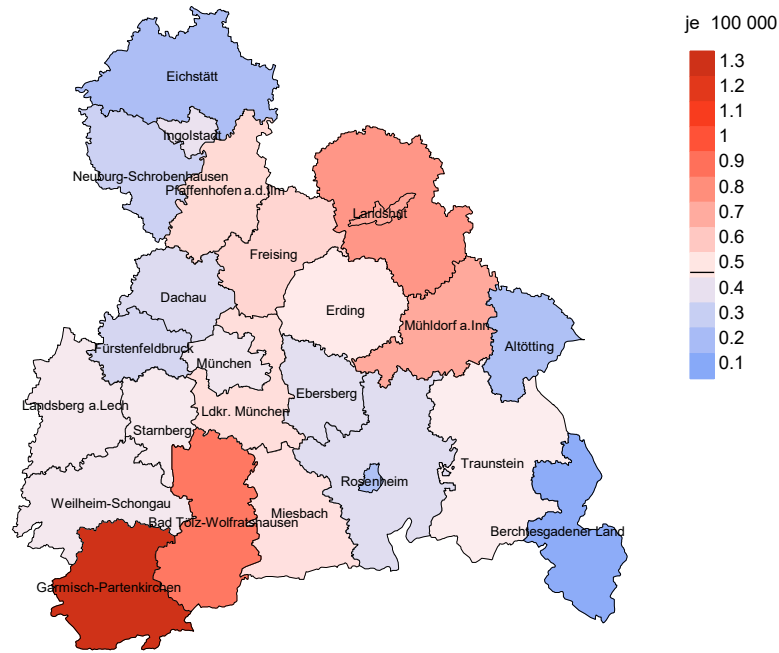 je 100 000
1.3
1.2
1.1
1
0.9
0.8
0.7
0.6
0.5
0.4
0.3
0.2
0.1
Eichstätt
Ingolstadt
Neuburg-Schrobenhausen
Pfaffenhofen a.d.Ilm
Landshut
Freising
Dachau
Erding
Mühldorf a.Inn
Altötting
Fürstenfeldbruck
München
Ebersberg
Landsberg a.Lech
Ldkr. München
Starnberg
Traunstein
Rosenheim
Weilheim-Schongau
Miesbach
Bad Tölz-Wolfratshausen
Berchtesgadener Land
Garmisch-Partenkirchen